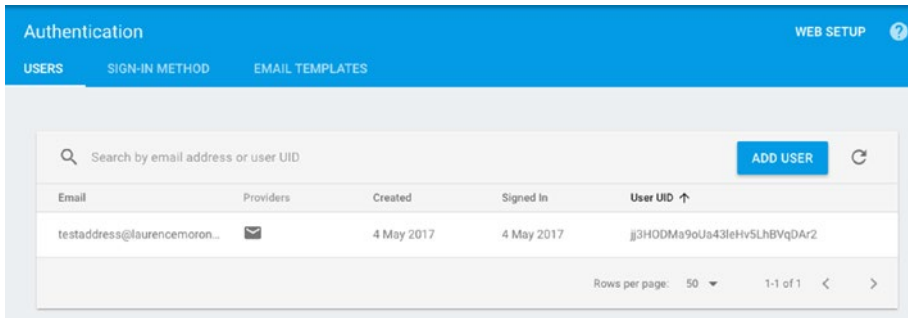 Authentication
WEB SETUP
USERS SIGN-IN METHOD EMAIL TEMPLATES
Search by email address or user UID
ADD USER
Email Providers Created Signed In User UID
testaddress@laurencemoron... 4 May 2017 4 May 2017 jj3HODMa9oUa43leHv5LhBVqDAr2
Rows per page: 50 1-1 of 1